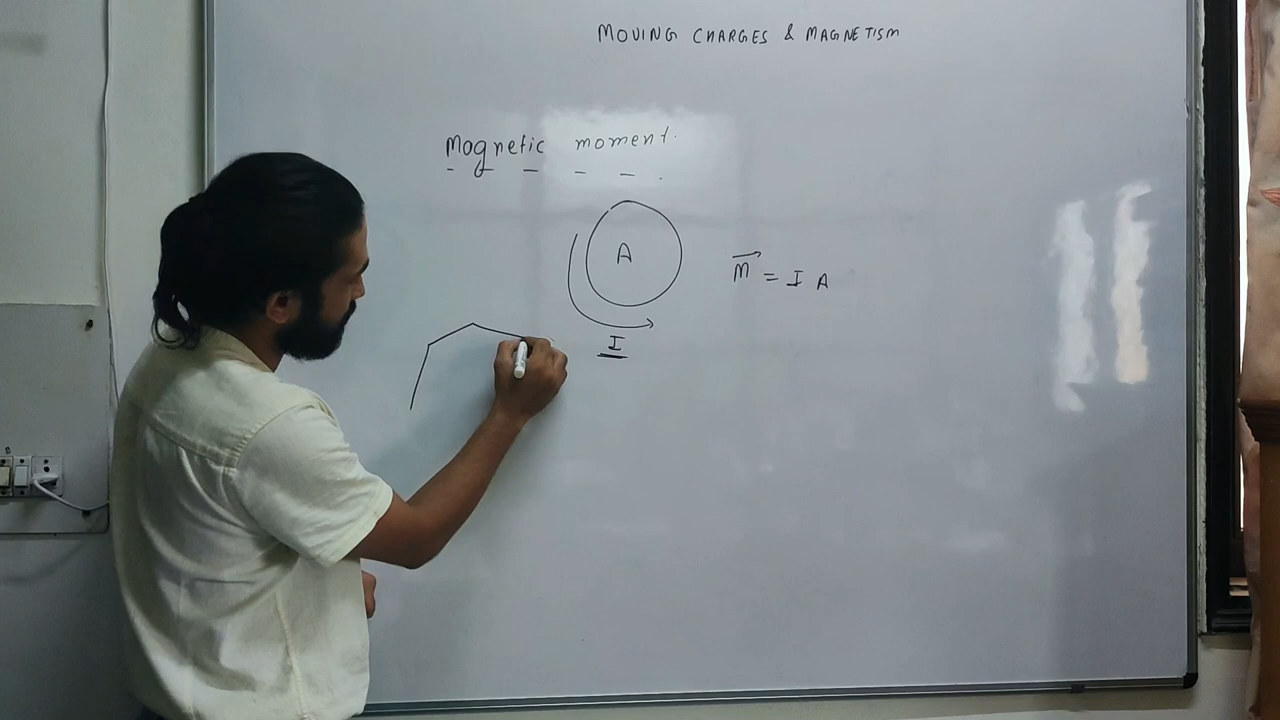 MOVING CHARGES & MAGNETISM
Magnetic moment.
A
M = I A
I